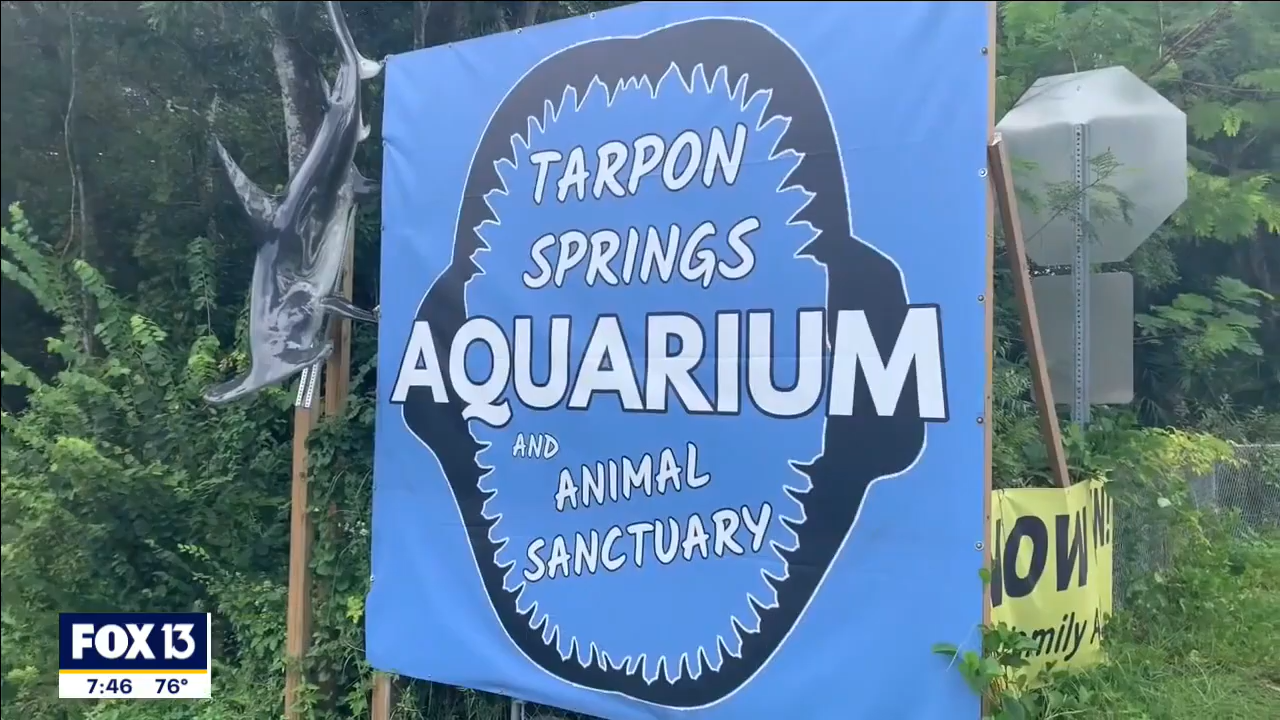 TARPON
SPRINGS
AQUARIUM
AND
ANIMAL
SANCTUARY
NOW
N!
FOX 13
7:46 76°